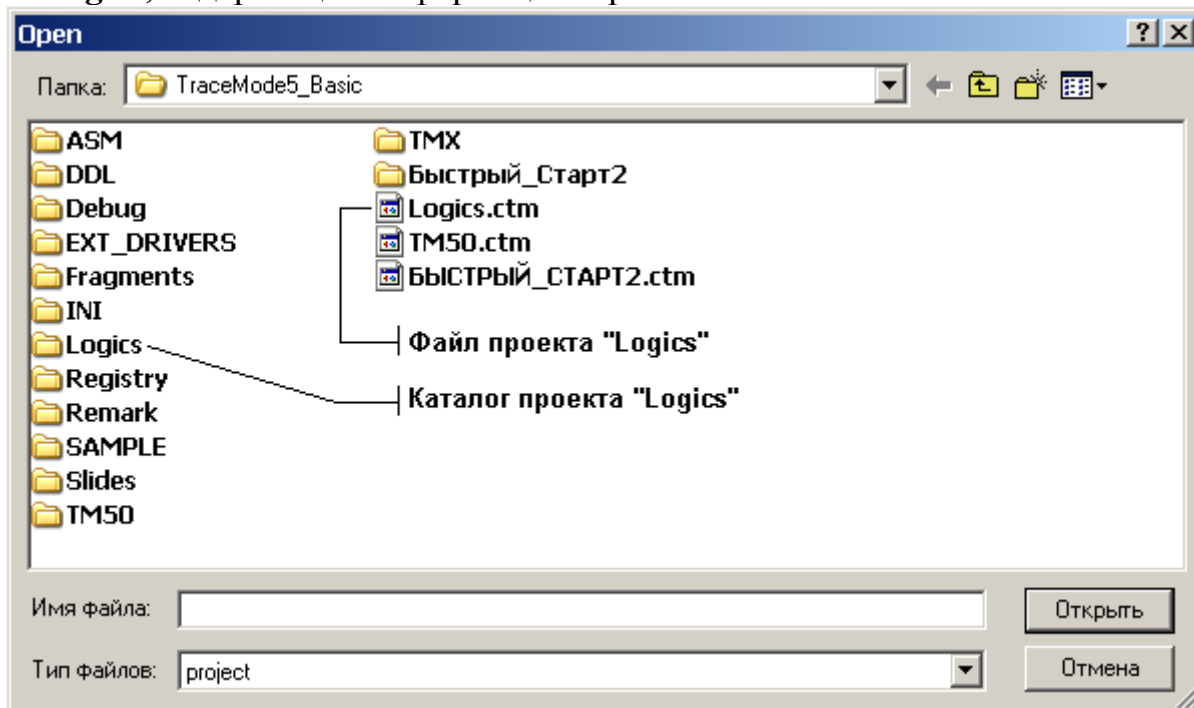 Open
Папка: TraceMode5_Basic
ASM
DDL
Debug
EXT_DRIVERS
Fragments
INI
Logics
Registry
Remark
SAMPLE
Slides
TM50
TMX
Быстрый_Старт2
Logics.ctm
TM50.ctm
БЫСТРЫЙ_СТАРТ2.ctm
Файл проекта "Logics"
Каталог проекта "Logics"
Имя файла:
Открыть
Тип файлов: project
Отмена